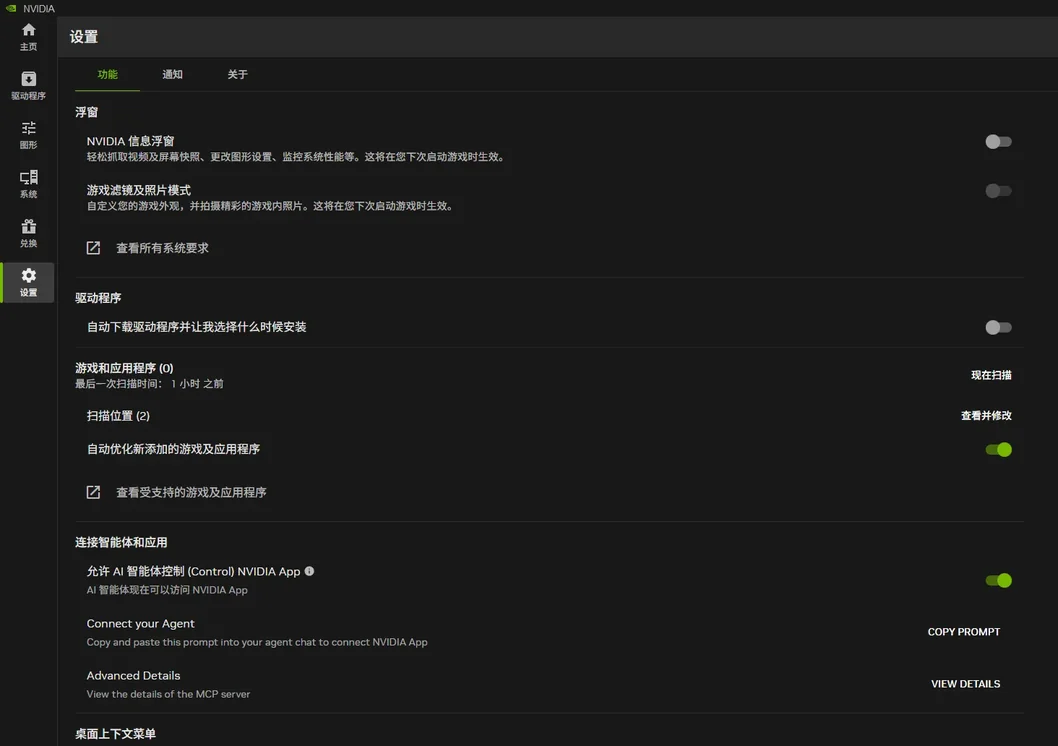 NVIDIA
主页
驱动程序
图形
系统
兑换
设置
设置
功能
通知
关于
浮窗
NVIDIA 信息浮窗
轻松抓取视频及屏幕快照、更改图形设置、监控系统性能等。这将在您下次启动游戏时生效。
游戏滤镜及照片模式
自定义您的游戏外观，并拍摄精彩的游戏内照片。这将在您下次启动游戏时生效。
查看所有系统要求
驱动程序
自动下载驱动程序并让我选择什么时候安装
游戏和应用程序 (0)
最后一次扫描时间： 1 小时 之前
现在扫描
扫描位置 (2)
查看并修改
自动优化新添加的游戏及应用程序
查看受支持的游戏及应用程序
连接智能体和应用
允许 AI 智能体控制 (Control) NVIDIA App
AI 智能体现在可以访问 NVIDIA App
Connect your Agent
Copy and paste this prompt into your agent chat to connect NVIDIA App
COPY PROMPT
Advanced Details
View the details of the MCP server
VIEW DETAILS
桌面上下文菜单